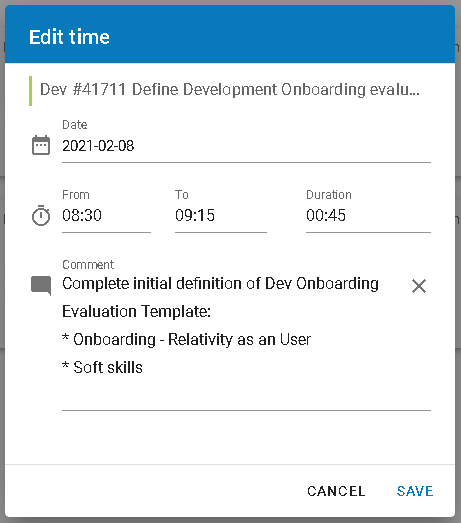 Edit time
Dev #41711 Define Development Onboarding evalu...
Date
2021-02-08
From To Duration
08:30 09:15 00:45
Comment
Complete initial definition of Dev Onboarding
Evaluation Template:
* Onboarding - Relativity as an User
* Soft skills
CANCEL SAVE